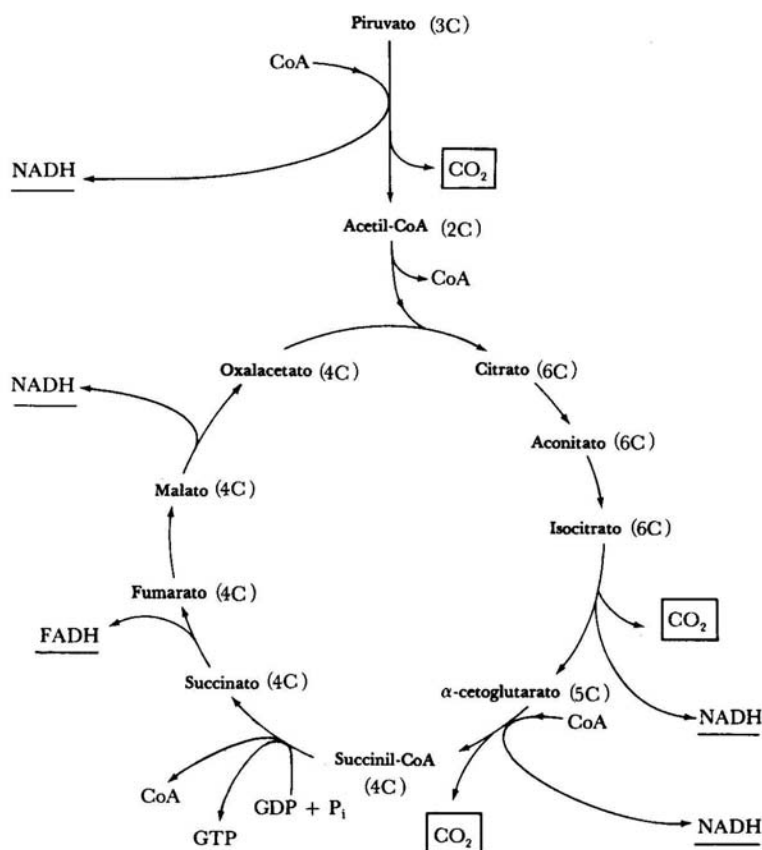 Piruvato (3C)
CoA
NADH
CO₂
Acetil-CoA (2C)
CoA
Oxalacetato (4C)
Citrato (6C)
NADH
Aconitato (6C)
Malato (4C)
Isocitrato (6C)
Fumarato (4C)
CO₂
FADH
Succinato (4C)
α-cetoglutarato (5C)
CoA
NADH
Succinil-CoA
(4C)
CoA
GDP + Pᵢ
GTP
CO₂
NADH